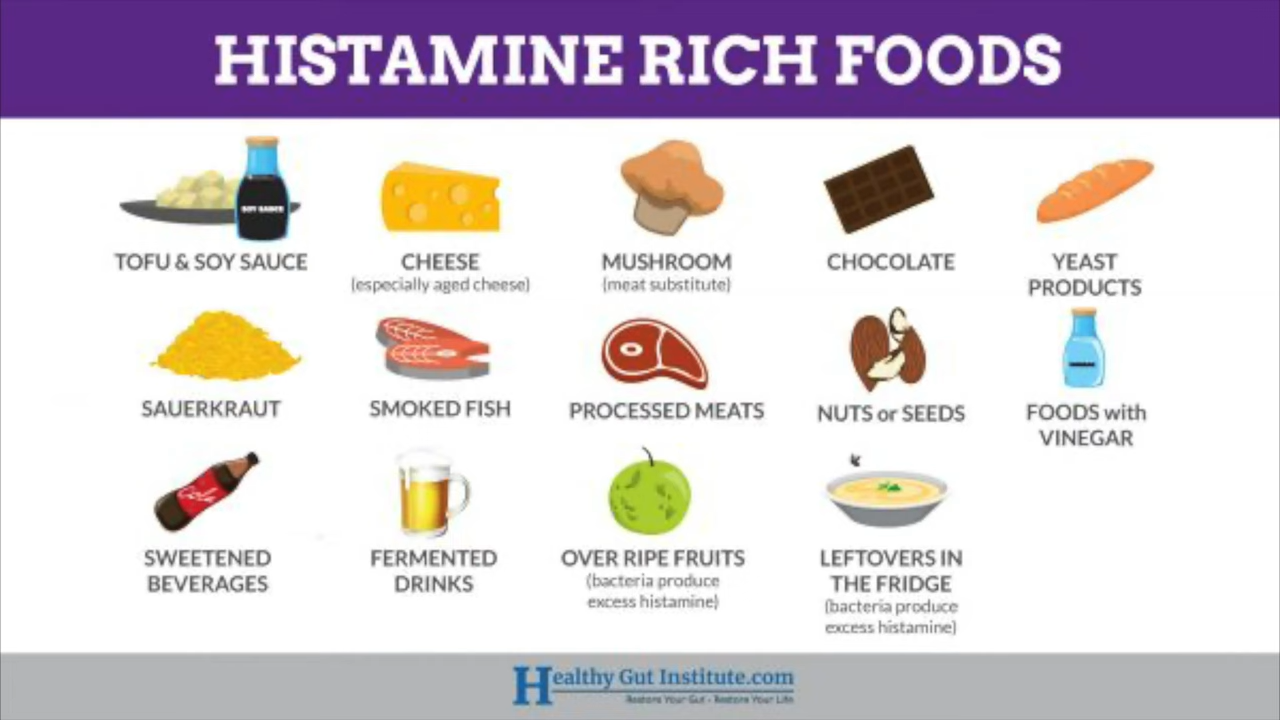 HISTAMINE RICH FOODS
SOY SAUCE
TOFU & SOY SAUCE
CHEESE
(especially aged cheese)
MUSHROOM
(meat substitute)
CHOCOLATE
YEAST
PRODUCTS
SAUERKRAUT
SMOKED FISH
PROCESSED MEATS
NUTS or SEEDS
FOODS with
VINEGAR
Cola
SWEETENED
BEVERAGES
FERMENTED
DRINKS
OVER RIPE FRUITS
(bacteria produce
excess histamine)
LEFTOVERS IN
THE FRIDGE
(bacteria produce
excess histamine)
Healthy Gut Institute.com
Restore Your Gut - Restore Your Life